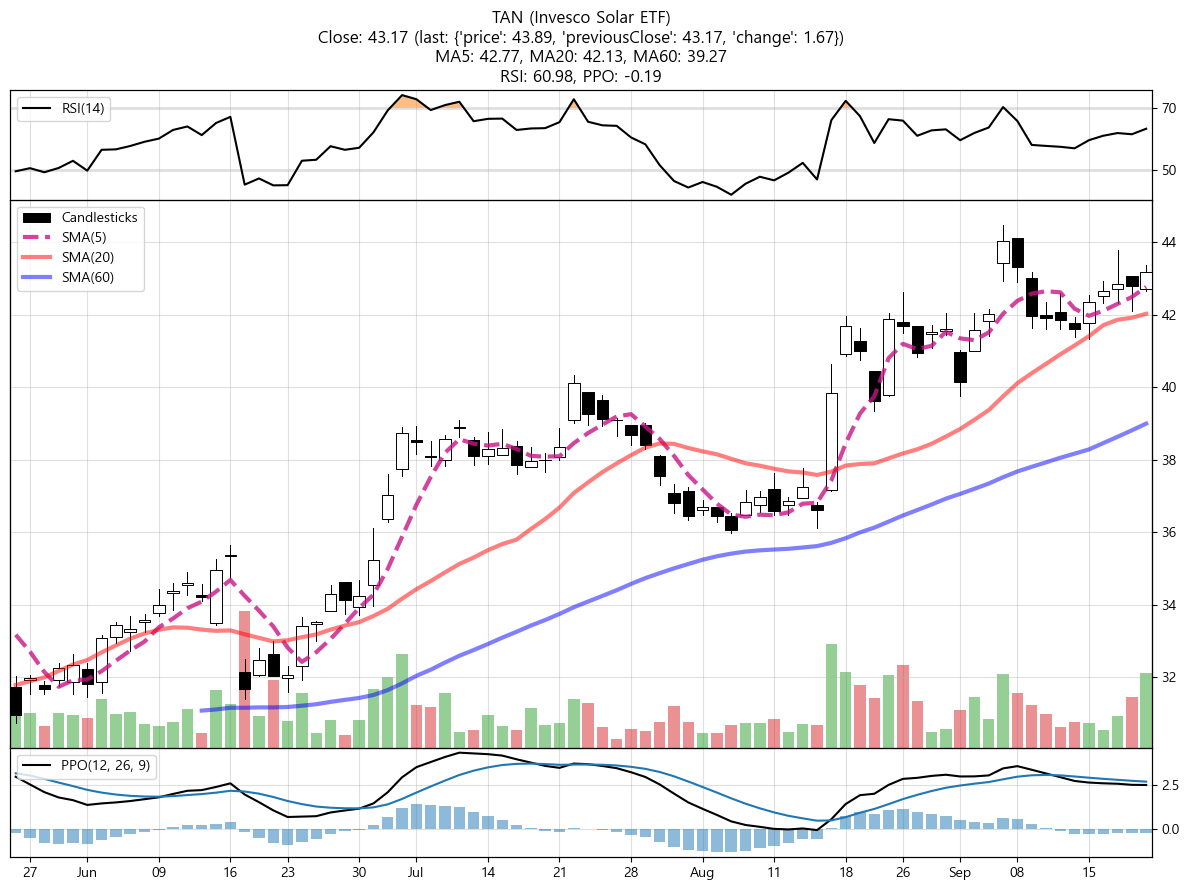 TAN (Invesco Solar ETF)
Close: 43.17 (last: {'price': 43.89, 'previousClose': 43.17, 'change': 1.67})
MA5: 42.77, MA20: 42.13, MA60: 39.27
RSI: 60.98, PPO: -0.19
RSI(14)
70
50
Candlesticks
SMA(5)
SMA(20)
SMA(60)
44
42
40
38
36
34
32
PPO(12, 26, 9)
2.5
0.0
27 Jun 09 16 23 30 Jul 14 21 28 Aug 11 18 26 Sep 08 15